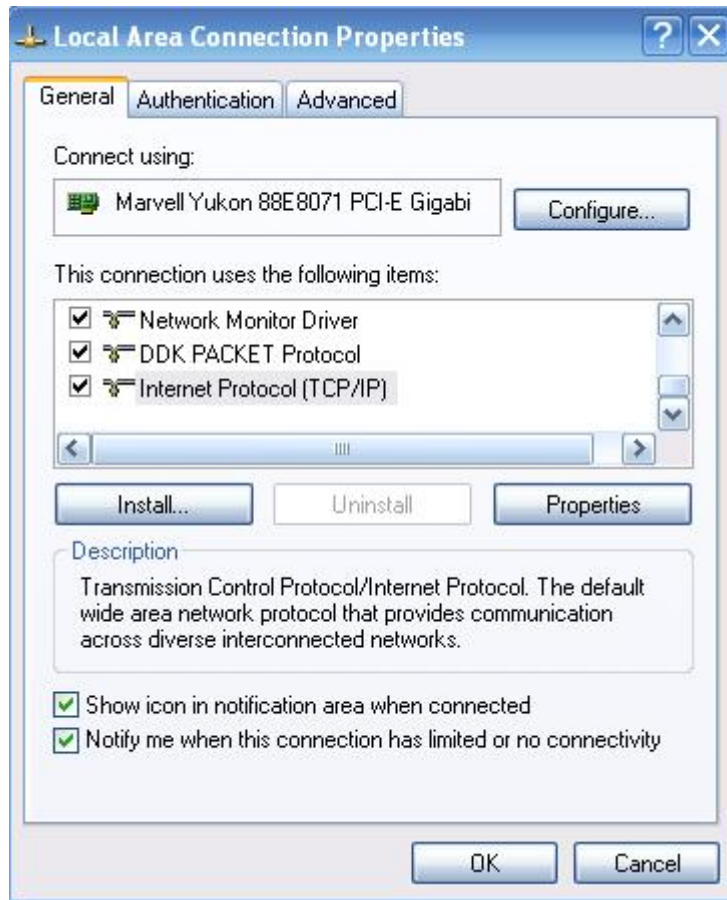 Local Area Connection Properties
General Authentication Advanced
Connect using:
Marvell Yukon 88E8071 PCI-E Gigabi Configure...
This connection uses the following items:
Network Monitor Driver
DDK PACKET Protocol
Internet Protocol (TCP/IP)
Install... Uninstall Properties
Description
Transmission Control Protocol/Internet Protocol. The default
wide area network protocol that provides communication
across diverse interconnected networks.
Show icon in notification area when connected
Notify me when this connection has limited or no connectivity
OK Cancel